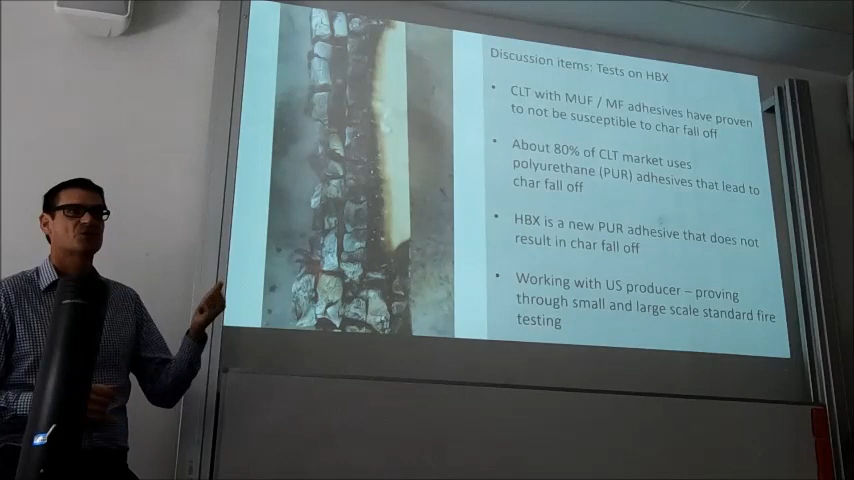 Discussion items: Tests on HBX
• CLT with MUF / MF adhesives have proven
to not be susceptible to char fall off
• About 80% of CLT market uses
polyurethane (PUR) adhesives that lead to
char fall off
• HBX is a new PUR adhesive that does not
result in char fall off
• Working with US producer – proving
through small and large scale standard fire
testing